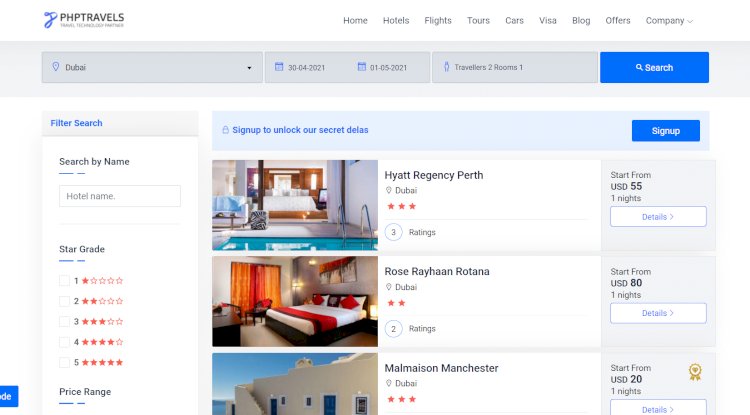 PHPTRAVELS
TRAVEL TECHNOLOGY PARTNER
Home Hotels Flights Tours Cars Visa Blog Offers Company
Dubai
30-04-2021 01-05-2021
Travellers 2 Rooms 1
Search
Filter Search
Signup to unlock our secret delas
Signup
Search by Name
Hotel name.
Star Grade
1
2
3
4
5
Price Range
ode
Hyatt Regency Perth
Dubai
3 Ratings
Start From
USD 55
1 nights
Details
Rose Rayhaan Rotana
Dubai
2 Ratings
Start From
USD 80
1 nights
Details
Malmaison Manchester
Dubai
Start From
USD 20
1 nights
Details